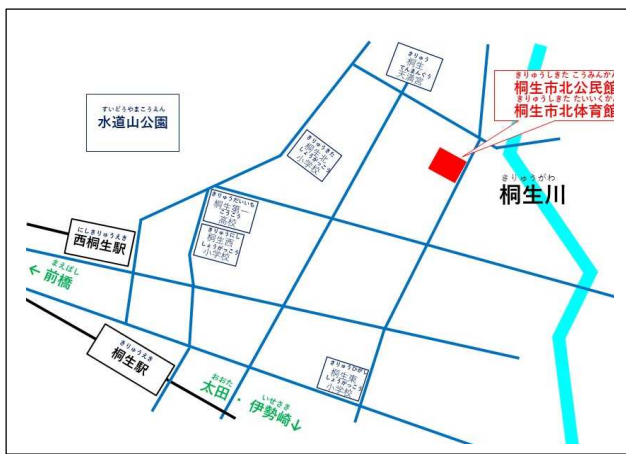 きりゅう
桐生
てんまんぐう
天満宮
きりゅうしきた こうみんかん
桐生市北公民館
きりゅうしきた たいいくかん
桐生市北体育館
すいどうやまこうえん
水道山公園
きりゅうきた
桐生北
しょうがっこう
小学校
きりゅうがわ
桐生川
きりゅうだいいち
桐生第一
こうこう
高校
きりゅうにし
桐生西
しょうがっこう
小学校
にしきりゅうえき
西桐生駅
まえばし
← 前橋
きりゅうえき
桐生駅
きりゅうひがし
桐生東
しょうがっこう
小学校
おおた いせさき
太田・伊勢崎↓